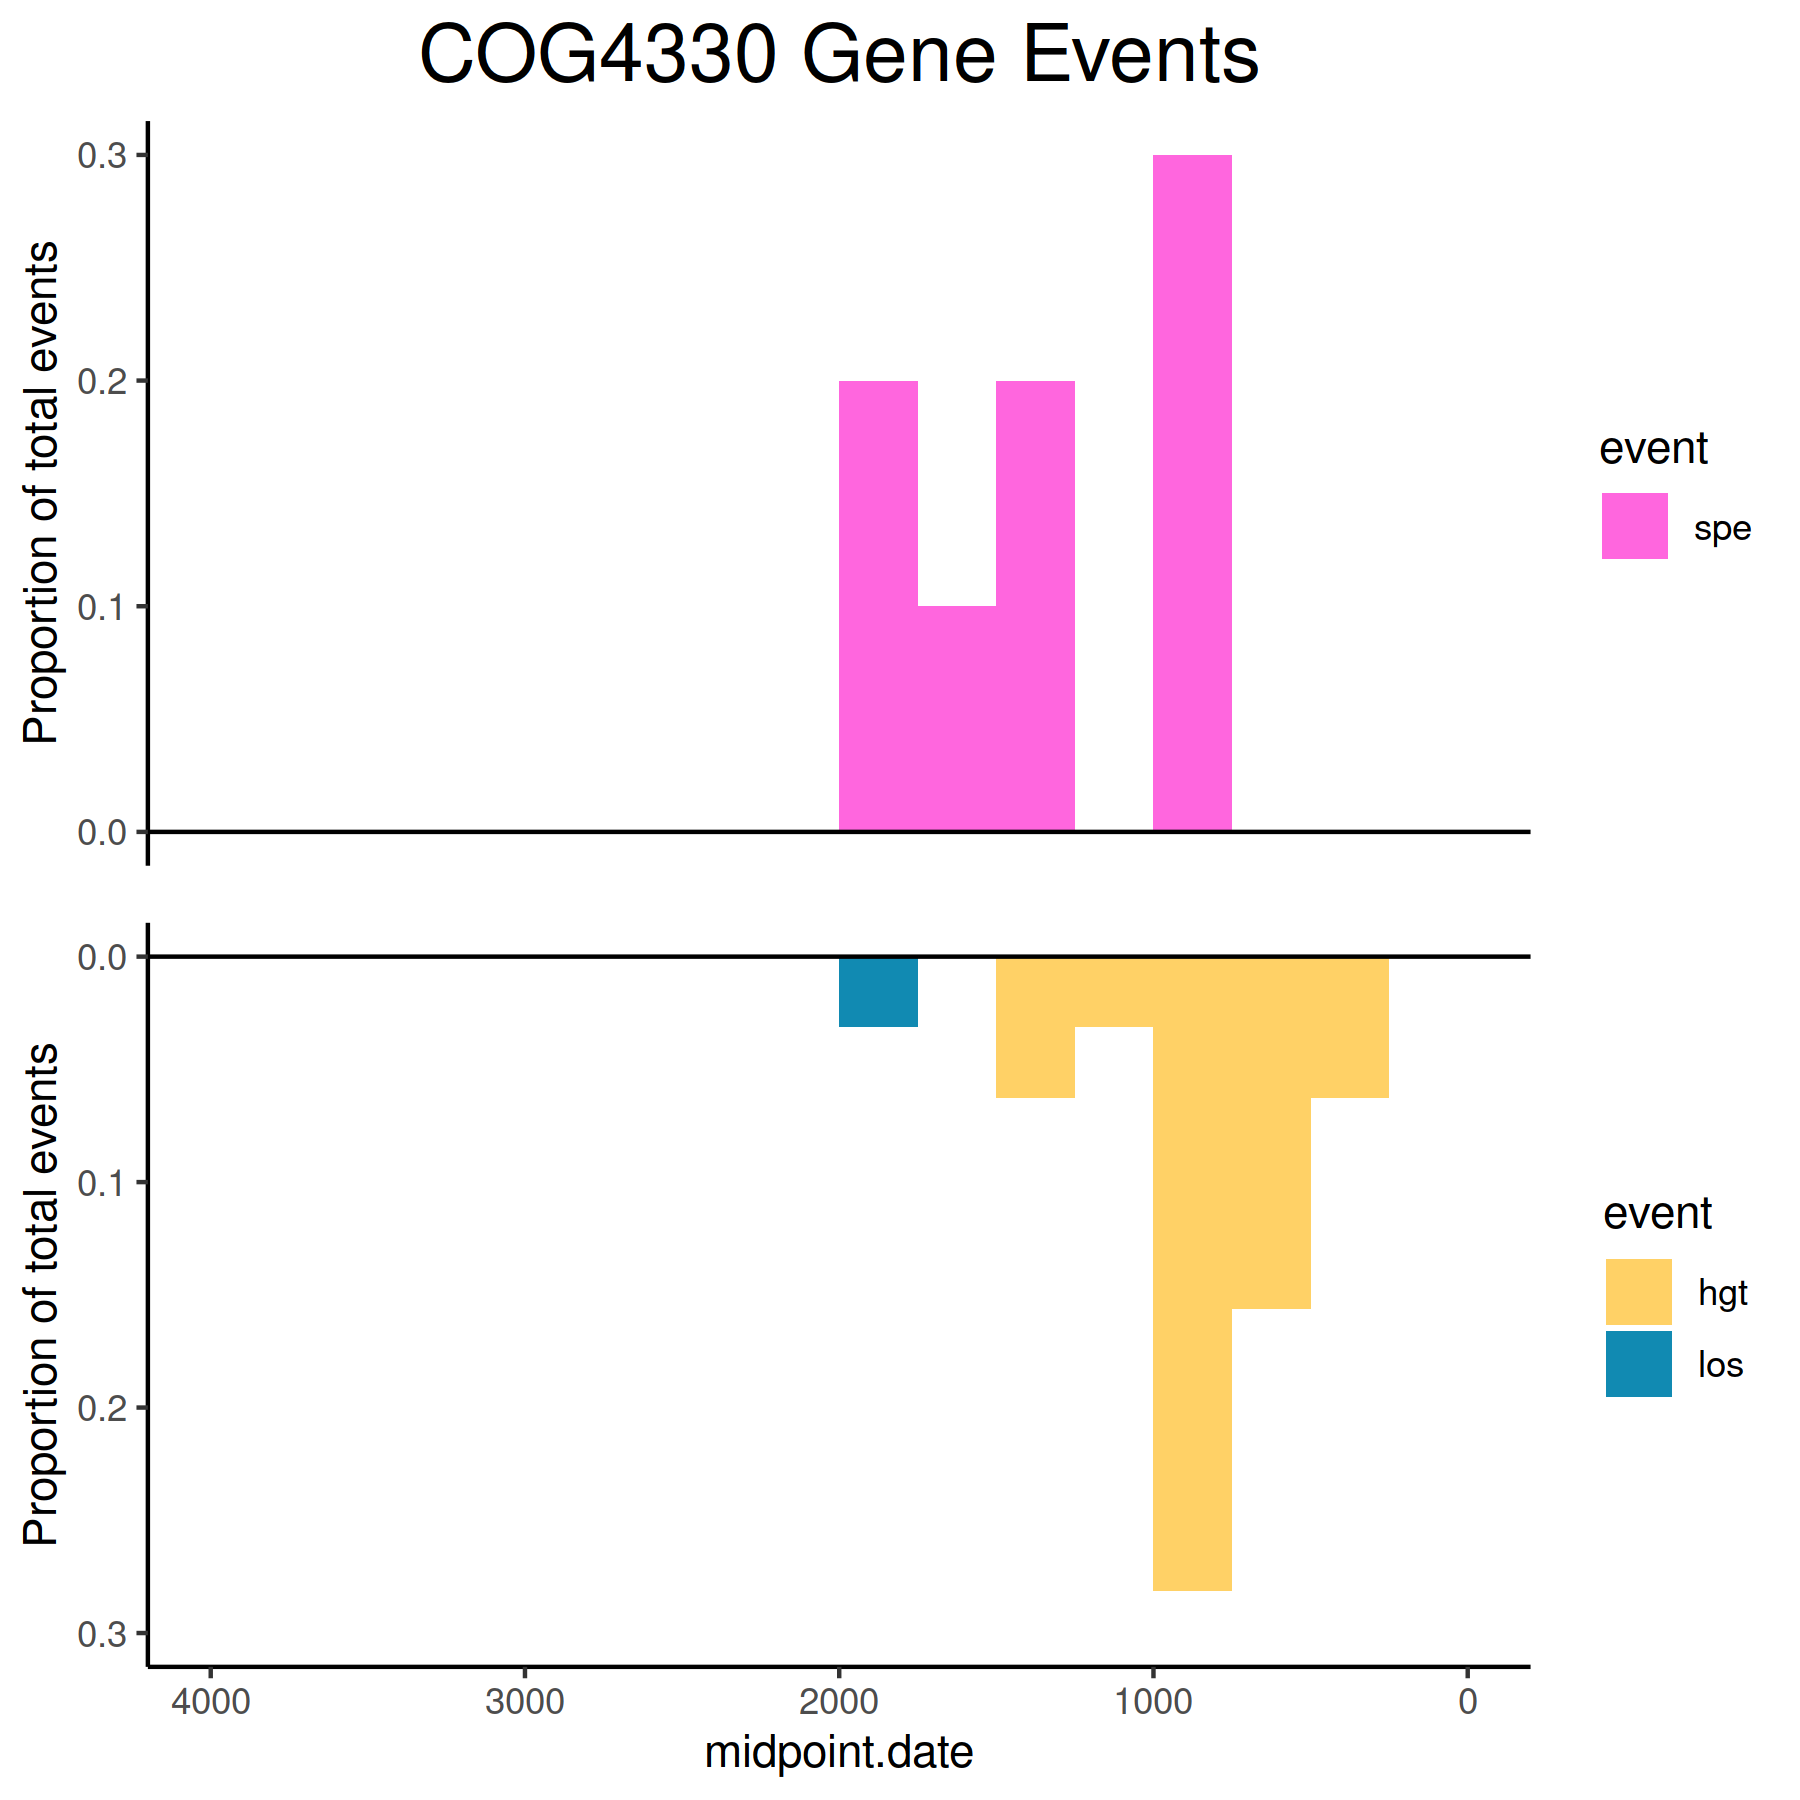 COG4330 Gene Events
Proportion of total events
0.3
0.2
0.1
0.0
event
spe
Proportion of total events
0.0
0.1
0.2
0.3
event
hgt
los
4000 3000 2000 1000 0
midpoint.date